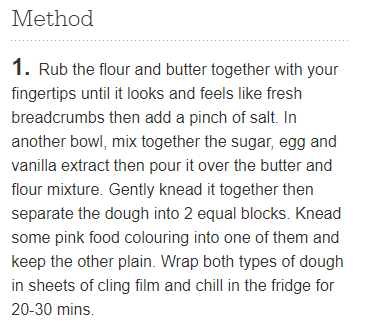 Method
1. Rub the flour and butter together with your
fingertips until it looks and feels like fresh
breadcrumbs then add a pinch of salt. In
another bowl, mix together the sugar, egg and
vanilla extract then pour it over the butter and
flour mixture. Gently knead it together then
separate the dough into 2 equal blocks. Knead
some pink food colouring into one of them and
keep the other plain. Wrap both types of dough
in sheets of cling film and chill in the fridge for
20-30 mins.